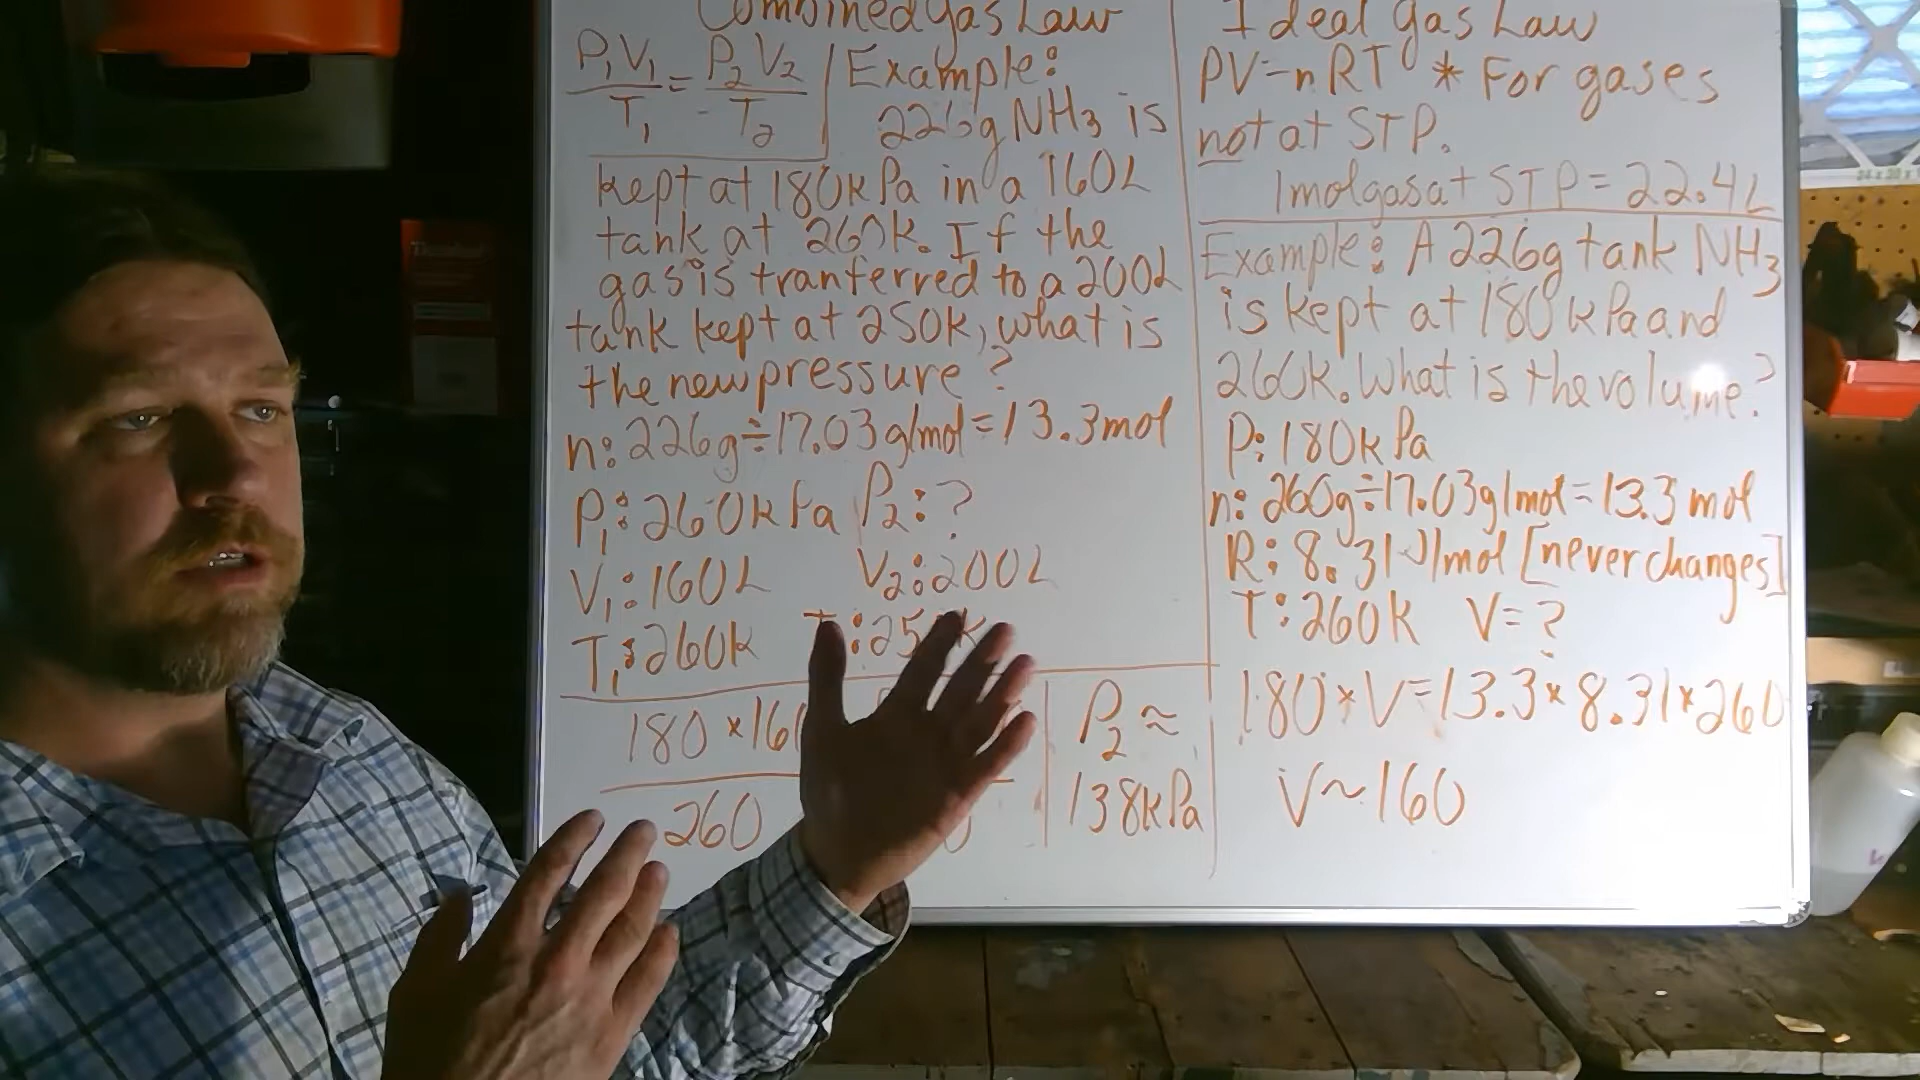 Combined Gas Law
P₁V₁ = P₂V₂
T₁ T₂
Example:
226g NH₃ is
kept at 180kPa in a 160L
tank at 260K. If the
gas is tranferred to a 200L
tank kept at 250K, what is
the new pressure?
n: 226g÷17.03g/mol=13.3mol
P₁: 260kPa P₂: ?
V₁: 160L V₂: 200L
T₁: 260K
180 × 160
260
P₂ ≈
138kPa
Ideal Gas Law
PV=nRT * For gases
not at STP.
1 mol gas at STP = 22.4L
Example: A 226g tank NH₃
is kept at 180kPa and
260K. What is the volume?
P: 180kPa
n: 260g÷17.03g/mol=13.3 mol
R: 8.31J/mol [never changes]
T: 260K V=?
180*V=13.3*8.31*260
V~160